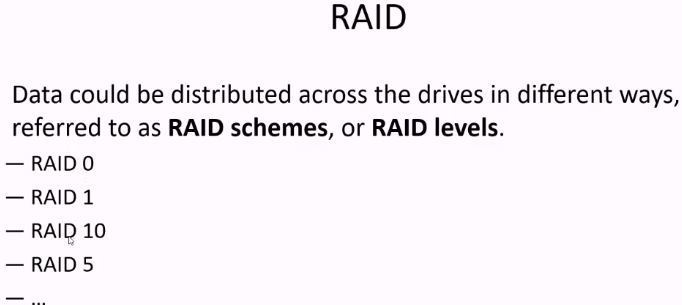 RAID
Data could be distributed across the drives in different ways,
referred to as RAID schemes, or RAID levels.
— RAID 0
— RAID 1
— RAID 10
— RAID 5
— ...